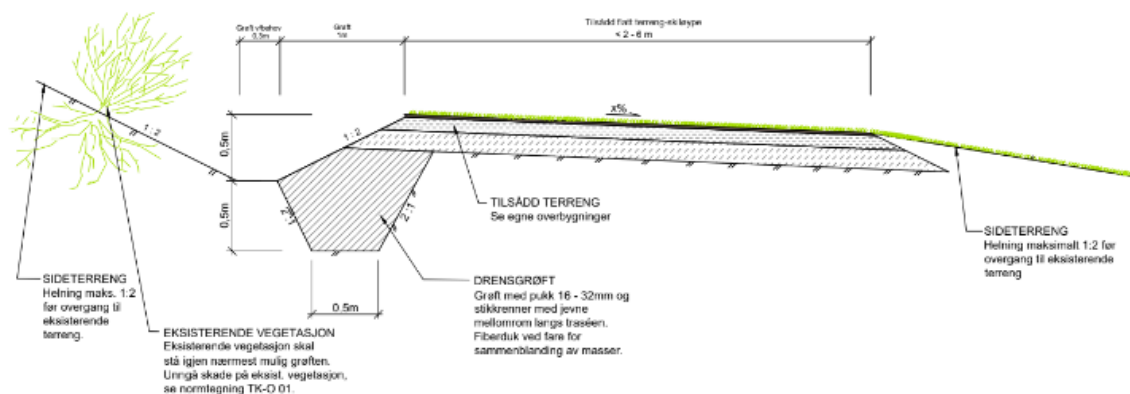 Grøft v/behov
0,5m
Grøft
1m
Tilsådd flatt terreng-skiløype
< 2 - 6 m
x%
1:2
1:2
0,5m
0,5m
2:1
2:1
0,5m
TILSÅDD TERRENG
Se egne overbygninger
SIDETERRENG
Helning maksimalt 1:2 før
overgang til eksisterende
terreng
SIDETERRENG
Helning maks. 1:2
før overgang til
eksisterende
terreng.
DRENSGRØFT
Grøft med pukk 16 - 32mm og
stikkrenner med jevne
mellomrom langs traséen.
Fiberduk ved fare for
sammenblanding av masser.
EKSISTERENDE VEGETASJON
Eksisterende vegetasjon skal
stå igjen nærmest mulig grøften.
Unngå skade på eksist. vegetasjon,
se normtegning TK-O 01.